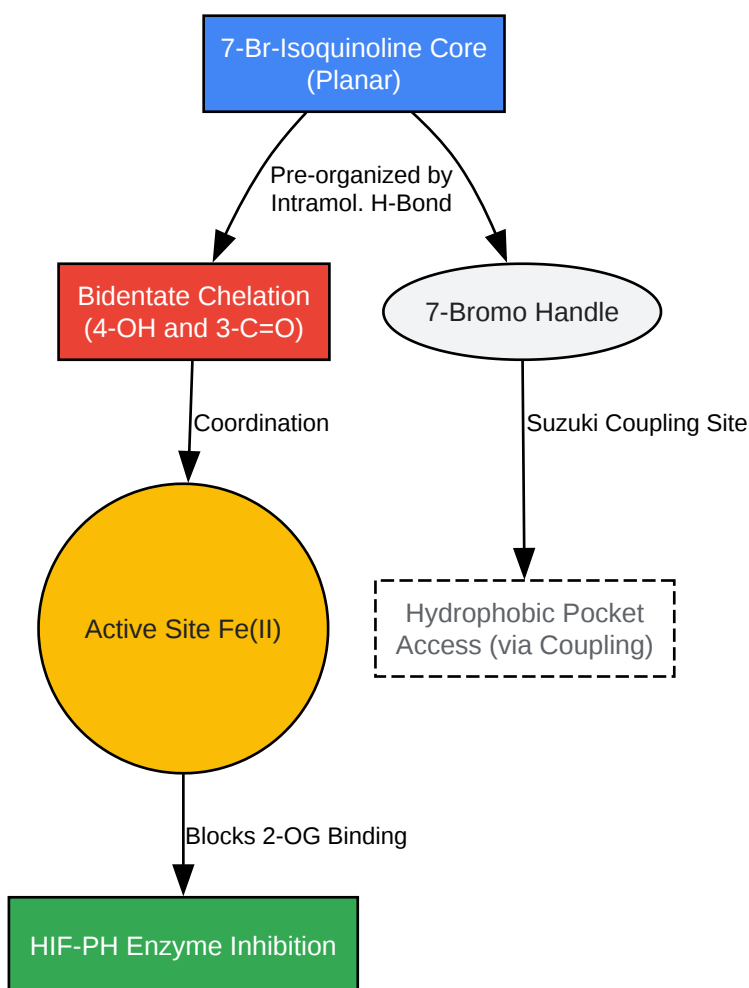 7-Br-Isoquinoline Core
(Planar)
Pre-organized by
Intramol. H-Bond
Bidentate Chelation
(4-OH and 3-C=O)
7-Bromo Handle
Coordination
Suzuki Coupling Site
Active Site Fe(II)
Hydrophobic Pocket
Access (via Coupling)
Blocks 2-OG Binding
HIF-PH Enzyme Inhibition